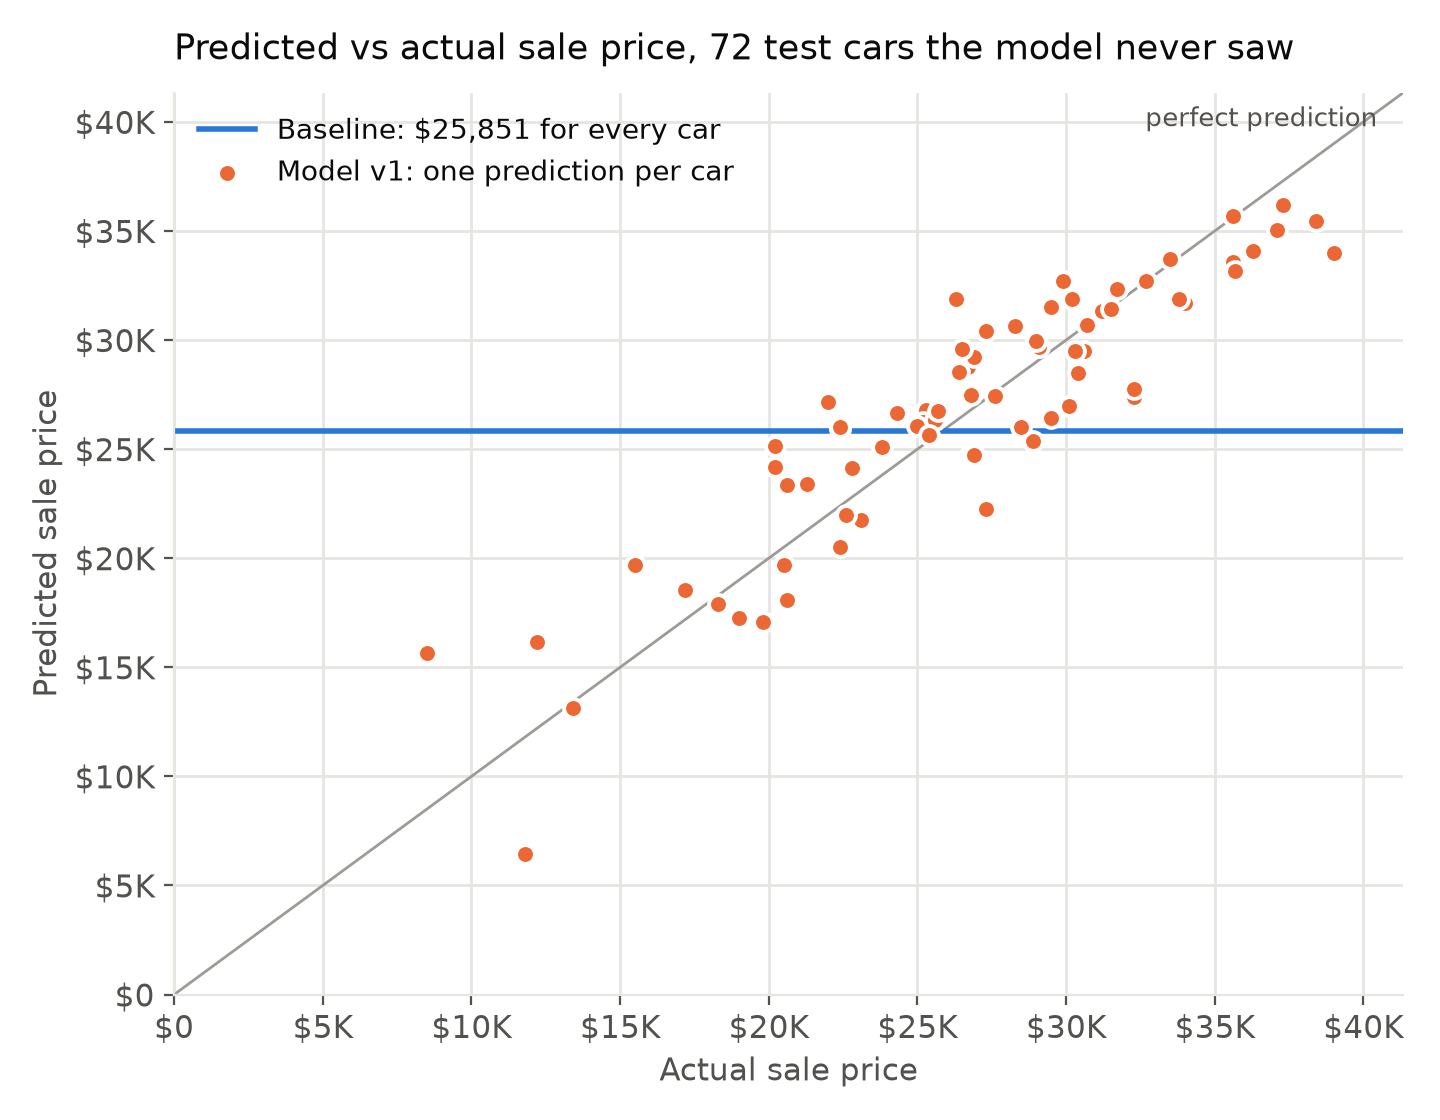 Predicted vs actual sale price, 72 test cars the model never saw
Baseline: $25,851 for every car
Model v1: one prediction per car
perfect prediction
$40K
$35K
$30K
$25K
$20K
$15K
$10K
$5K
$0
Predicted sale price
$0
$5K
$10K
$15K
$20K
$25K
$30K
$35K
$40K
Actual sale price